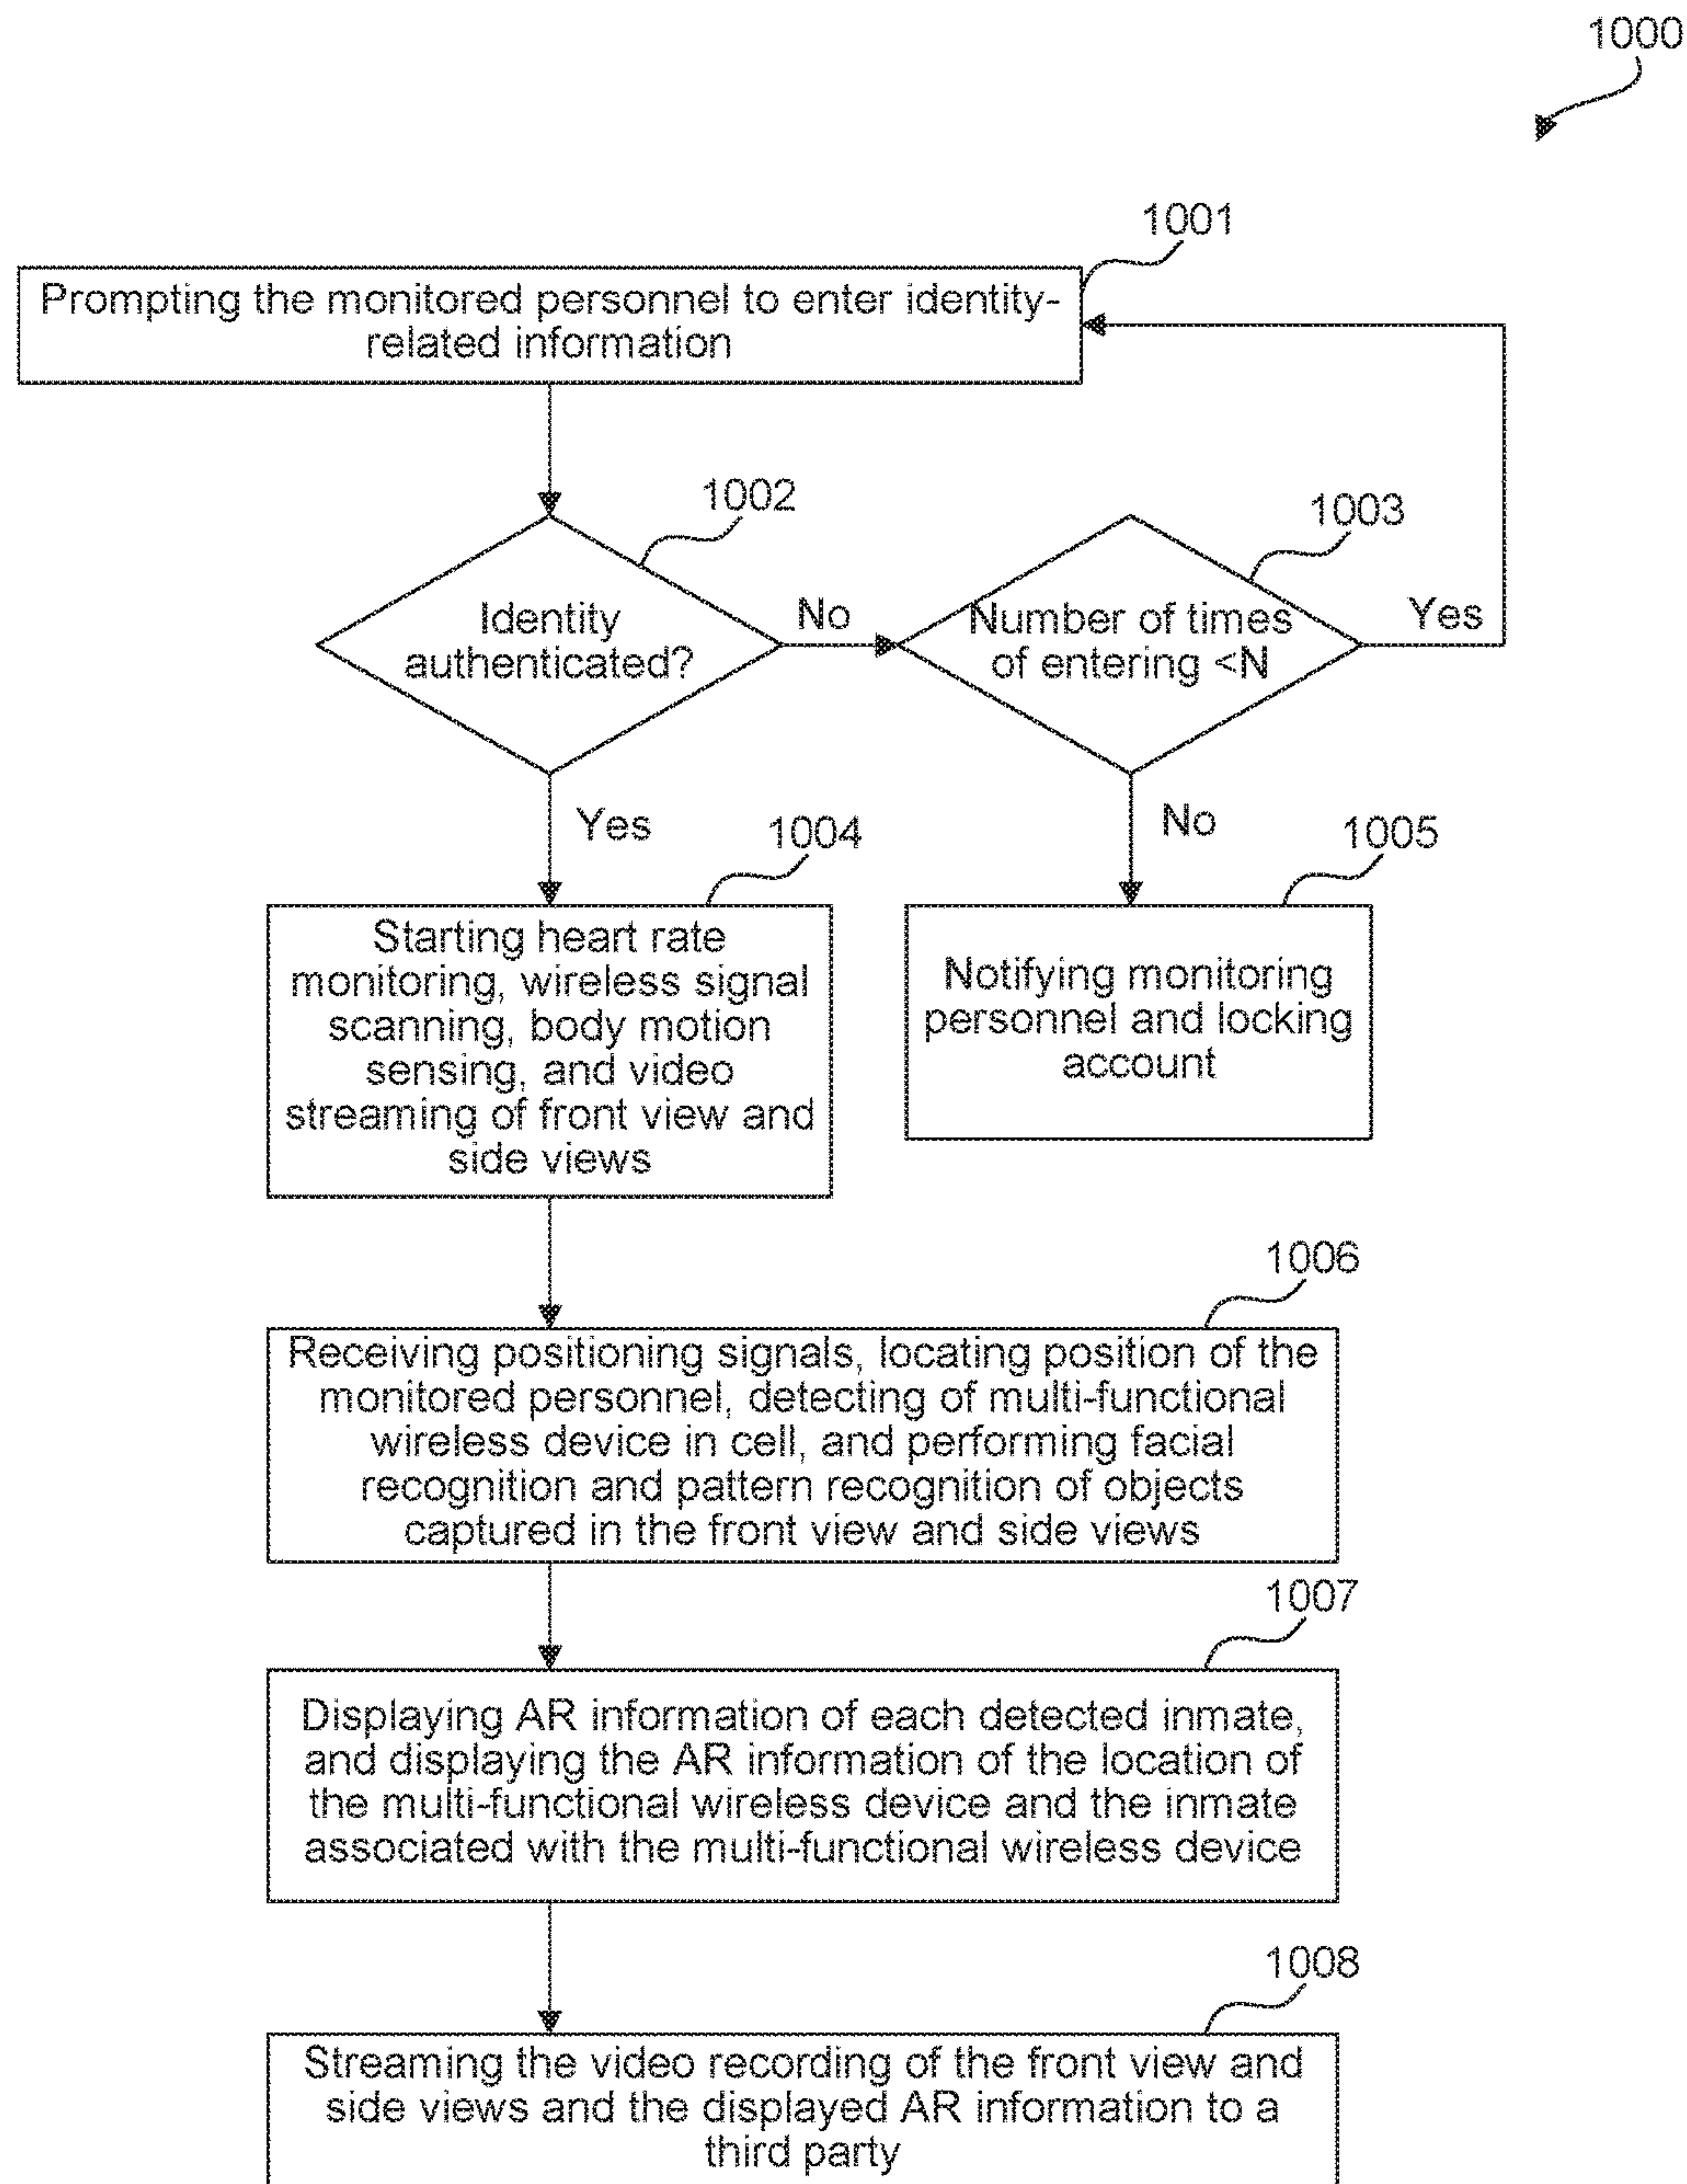 1000
1001
Prompting the monitored personnel to enter identity-
related information
1002
1003
Identity
authenticated?
No
Number of times
of entering <N
Yes
Yes
No
1004
1005
Starting heart rate
monitoring, wireless signal
scanning, body motion
sensing, and video
streaming of front view and
side views
Notifying monitoring
personnel and locking
account
1006
Receiving positioning signals, locating position of the
monitored personnel, detecting of multi-functional
wireless device in cell, and performing facial
recognition and pattern recognition of objects
captured in the front view and side views
1007
Displaying AR information of each detected inmate,
and displaying the AR information of the location of
the multi-functional wireless device and the inmate
associated with the multi-functional wireless device
1008
Streaming the video recording of the front view and
side views and the displayed AR information to a
third party